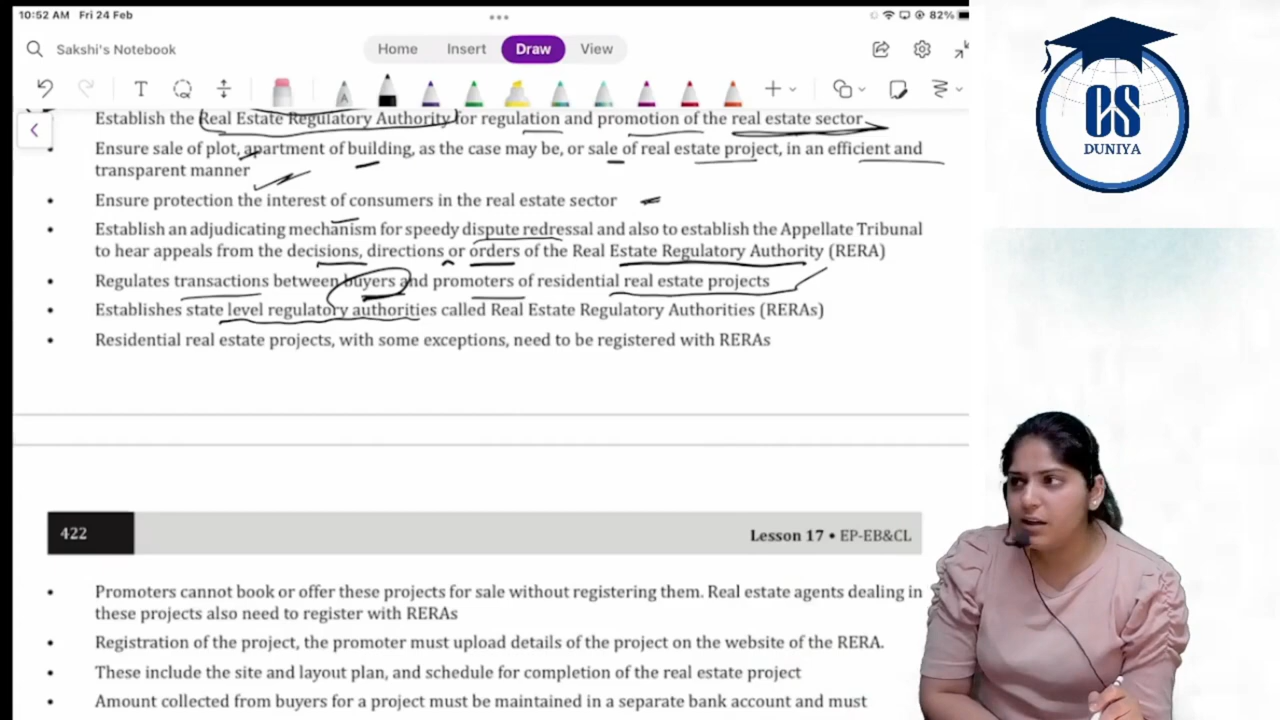 10:52 AM Fri 24 Feb
82%
Sakshi's Notebook
Home Insert Draw View
T
A
Establish the Real Estate Regulatory Authority for regulation and promotion of the real estate sector
• Ensure sale of plot, apartment of building, as the case may be, or sale of real estate project, in an efficient and
transparent manner
• Ensure protection the interest of consumers in the real estate sector
• Establish an adjudicating mechanism for speedy dispute redressal and also to establish the Appellate Tribunal
to hear appeals from the decisions, directions or orders of the Real Estate Regulatory Authority (RERA)
• Regulates transactions between buyers and promoters of residential real estate projects
• Establishes state level regulatory authorities called Real Estate Regulatory Authorities (RERAs)
• Residential real estate projects, with some exceptions, need to be registered with RERAs
422
Lesson 17 • EP-EB&CL
• Promoters cannot book or offer these projects for sale without registering them. Real estate agents dealing in
these projects also need to register with RERAs
• Registration of the project, the promoter must upload details of the project on the website of the RERA.
• These include the site and layout plan, and schedule for completion of the real estate project
• Amount collected from buyers for a project must be maintained in a separate bank account and must
CS
DUNIYA